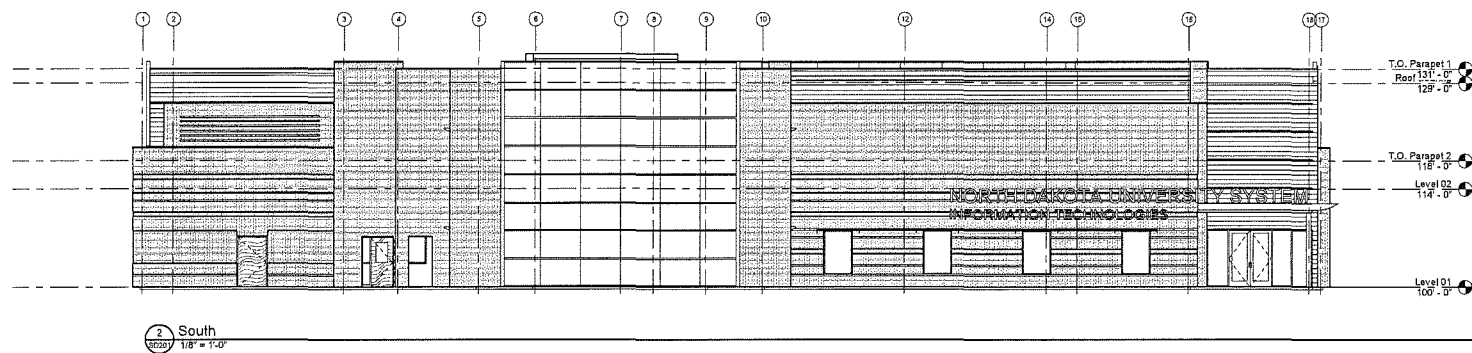 1 2 3 4 5 6 7 8 9 10 12 14 15 16 18 17
T.O. Parapet 1
131' - 0"
Roof
129' - 0"
T.O. Parapet 2
118' - 0"
Level 02
114' - 0"
NORTH DAKOTA UNIVERSITY SYSTEM
INFORMATION TECHNOLOGIES
Level 01
100' - 0"
2 South
SD201 1/8" = 1'-0"